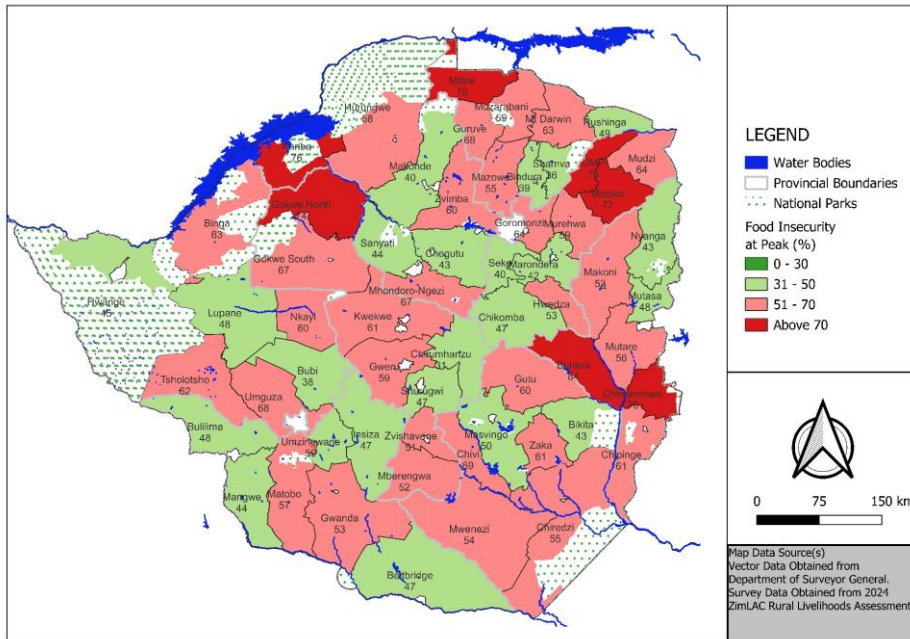 Mbire
79
Hurungwe
58
Muzarabani
69
Mt Darwin
63
Rushinga
49
Guruve
68
Kariba
76
Makonde
40
Mazowe
55
Bindura
39
Shamva
36
UMP
Mudzi
64
Mutoko
72
Gokwe North
74
Zvimba
60
Binga
63
Goromonzi
64
Murehwa
Nyanga
43
Sanyati
44
Chegutu
43
Seke
40
Marondera
42
Gokwe South
67
Makoni
Mutasa
48
Hwange
45
Mhondoro-Ngezi
67
Hwedza
53
Lupane
48
Nkayi
60
Kwekwe
61
Chikomba
47
Mutare
56
Chirumhanzu
Bubi
38
Gweru
59
Buhera
84
Tsholotsho
62
Umguza
68
Shurugwi
47
Gutu
60
Chimanimani
Bulilima
48
Umzingwane
Insiza
47
Zvishavane
51
Masvingo
50
Bikita
43
Chivi
69
Zaka
61
Chipinge
61
Mberengwa
52
Mangwe
44
Matobo
57
Gwanda
53
Mwenezi
54
Chiredzi
55
Beitbridge
47
LEGEND
Water Bodies
Provincial Boundaries
National Parks
Food Insecurity
at Peak (%)
0 - 30
31 - 50
51 - 70
Above 70
0 75 150 km
Map Data Source(s)
Vector Data Obtained from
Department of Surveyor General.
Survey Data Obtained from 2024
ZimLAC Rural Livelihoods Assessment